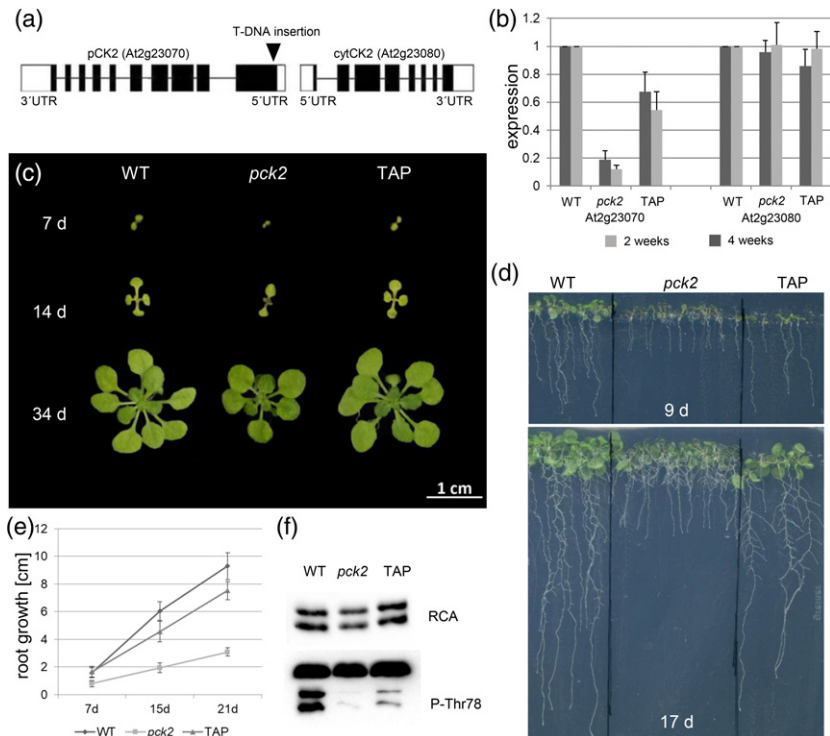 (a)
T-DNA insertion
pCK2 (At2g23070)
cytCK2 (At2g23080)
3´UTR
5´UTR
5´UTR
3´UTR
(b)
expression
1.2
1
0.8
0.6
0.4
0.2
0
WT
pck2
TAP
WT
pck2
TAP
At2g23070
At2g23080
2 weeks
4 weeks
(c)
WT
pck2
TAP
7 d
14 d
34 d
1 cm
(d)
WT
pck2
TAP
9 d
17 d
(e)
root growth [cm]
12
10
8
6
4
2
0
7d
15d
21d
WT
pck2
TAP
(f)
WT
pck2
TAP
RCA
P-Thr78